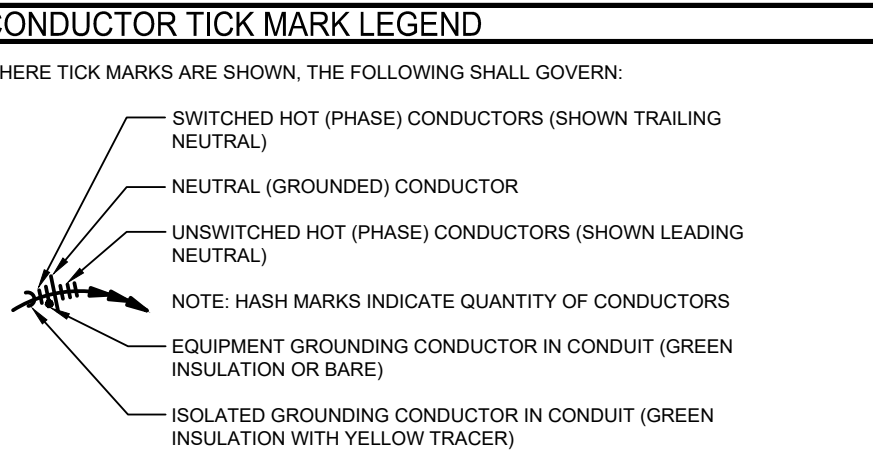 CONDUCTOR TICK MARK LEGEND
HERE TICK MARKS ARE SHOWN, THE FOLLOWING SHALL GOVERN:
SWITCHED HOT (PHASE) CONDUCTORS (SHOWN TRAILING
NEUTRAL)
NEUTRAL (GROUNDED) CONDUCTOR
UNSWITCHED HOT (PHASE) CONDUCTORS (SHOWN LEADING
NEUTRAL)
NOTE: HASH MARKS INDICATE QUANTITY OF CONDUCTORS
EQUIPMENT GROUNDING CONDUCTOR IN CONDUIT (GREEN
INSULATION OR BARE)
ISOLATED GROUNDING CONDUCTOR IN CONDUIT (GREEN
INSULATION WITH YELLOW TRACER)